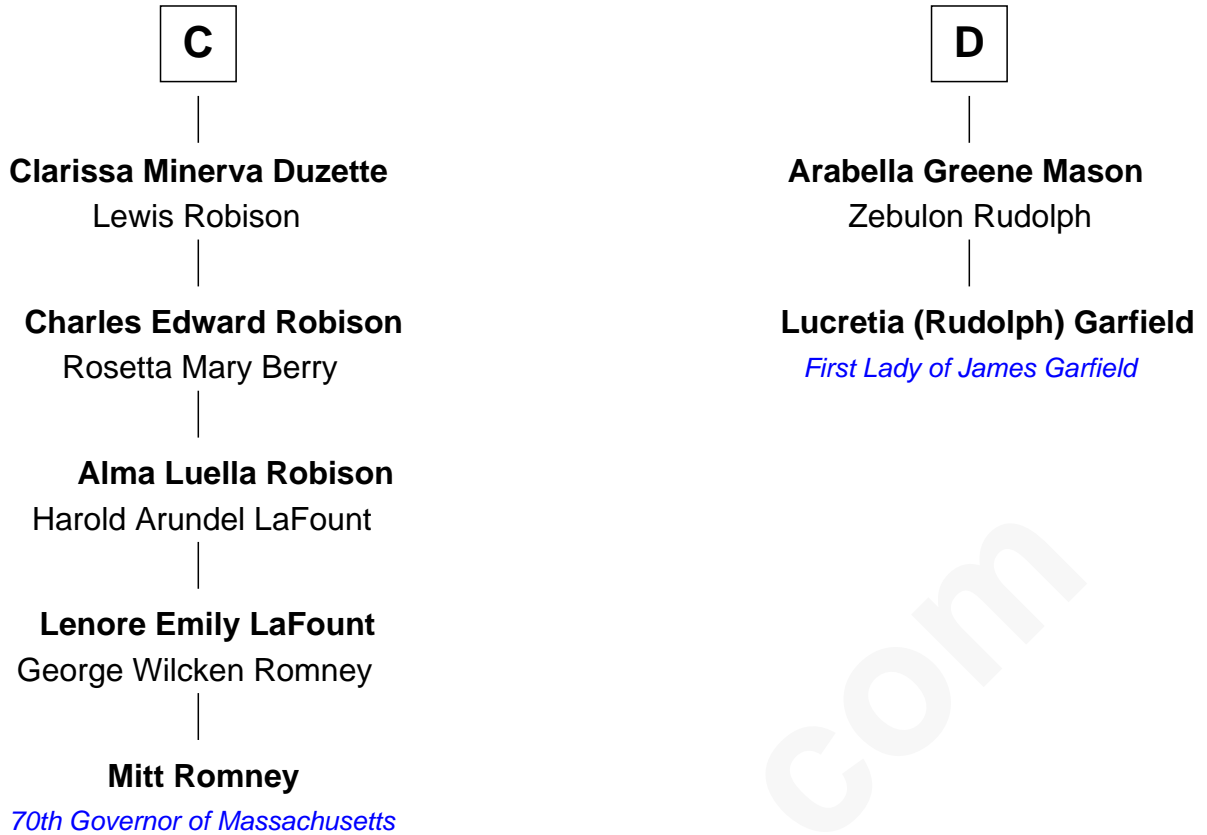 C
Clarissa Minerva Duzette
Lewis Robison
Charles Edward Robison
Rosetta Mary Berry
Alma Luella Robison
Harold Arundel LaFount
Lenore Emily LaFount
George Wilcken Romney
Mitt Romney
70th Governor of Massachusetts
D
Arabella Greene Mason
Zebulon Rudolph
Lucretia (Rudolph) Garfield
First Lady of James Garfield
com